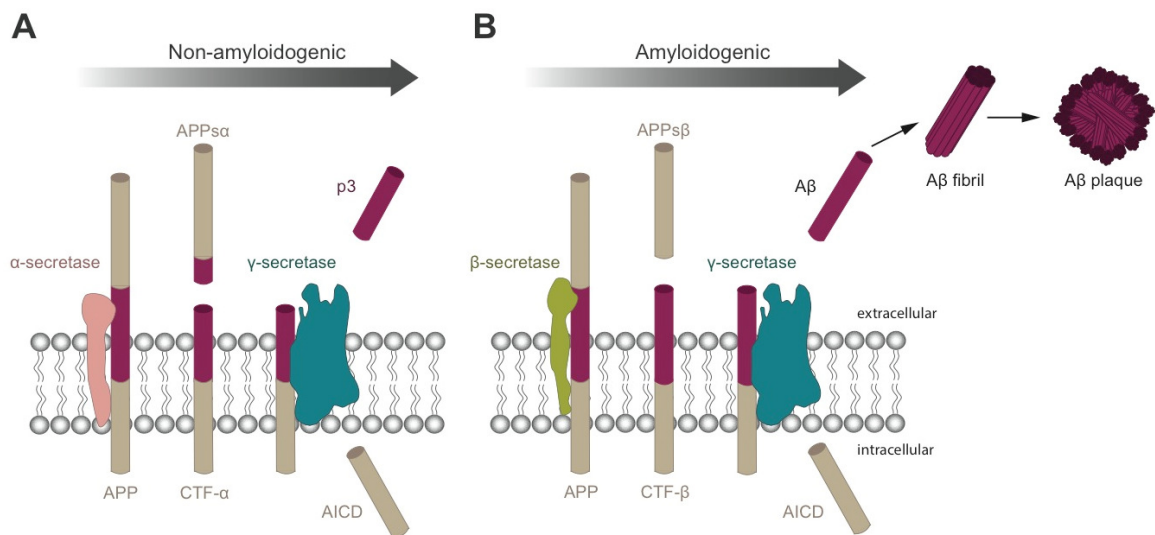 A
Non-amyloidogenic
APPsα
p3
α-secretase
γ-secretase
APP
CTF-α
AICD
B
Amyloidogenic
APPsβ
Aβ
Aβ fibril
Aβ plaque
β-secretase
γ-secretase
extracellular
intracellular
APP
CTF-β
AICD